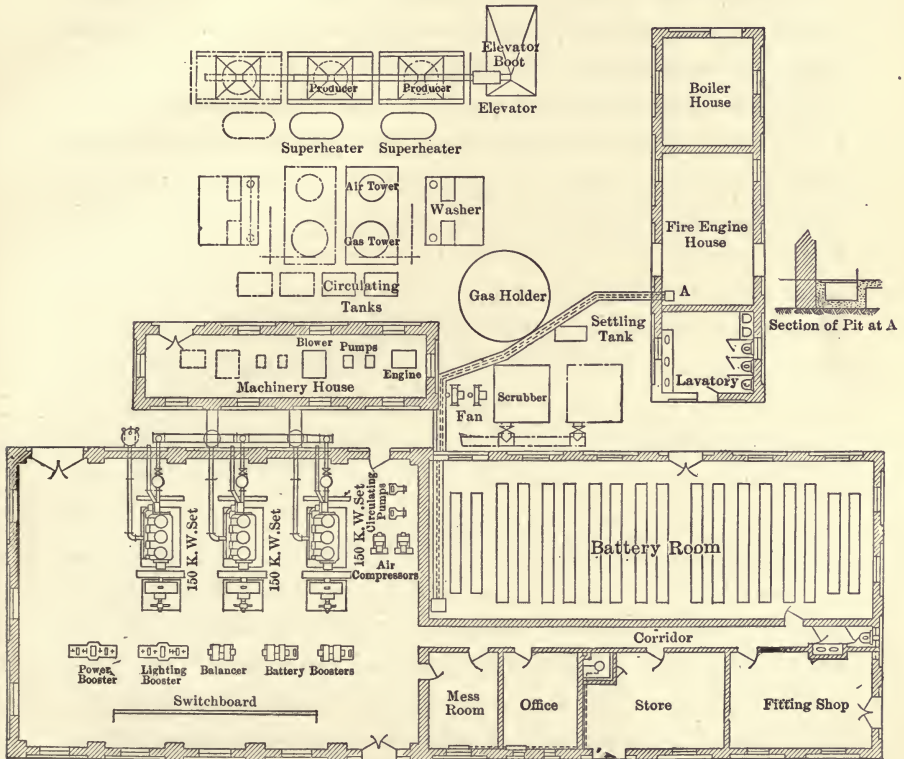 Elevator
Boot
Producer
Producer
Elevator
Superheater
Superheater
Boiler
House
Air Tower
Washer
Gas Tower
Fire Engine
House
Circulating
Tanks
Gas Holder
A
Settling
Tank
Section of Pit at A
Blower
Pumps
Engine
Machinery House
Fan
Scrubber
Lavatory
150 K.W. Set
150 K.W. Set
150 K.W. Set
Circulating
Pumps
Air
Compressors
Battery Room
Corridor
Power
Booster
Lighting
Booster
Balancer
Battery Boosters
Switchboard
Mess
Room
Office
Store
Fitting Shop